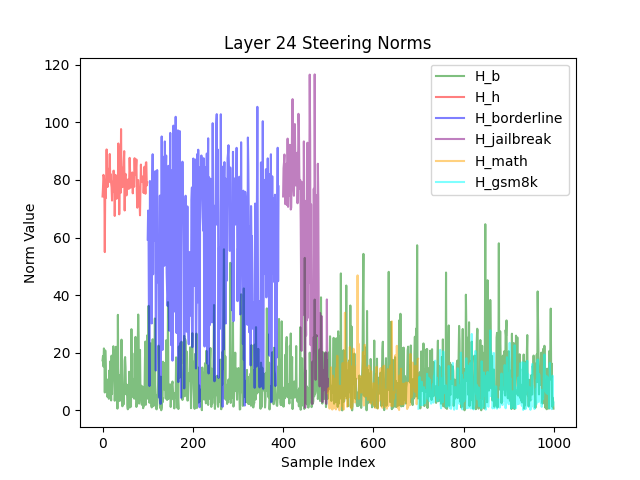 Layer 24 Steering Norms
120
100
80
60
40
20
0
Norm Value
H_b
H_h
H_borderline
H_jailbreak
H_math
H_gsm8k
0
200
400
600
800
1000
Sample Index